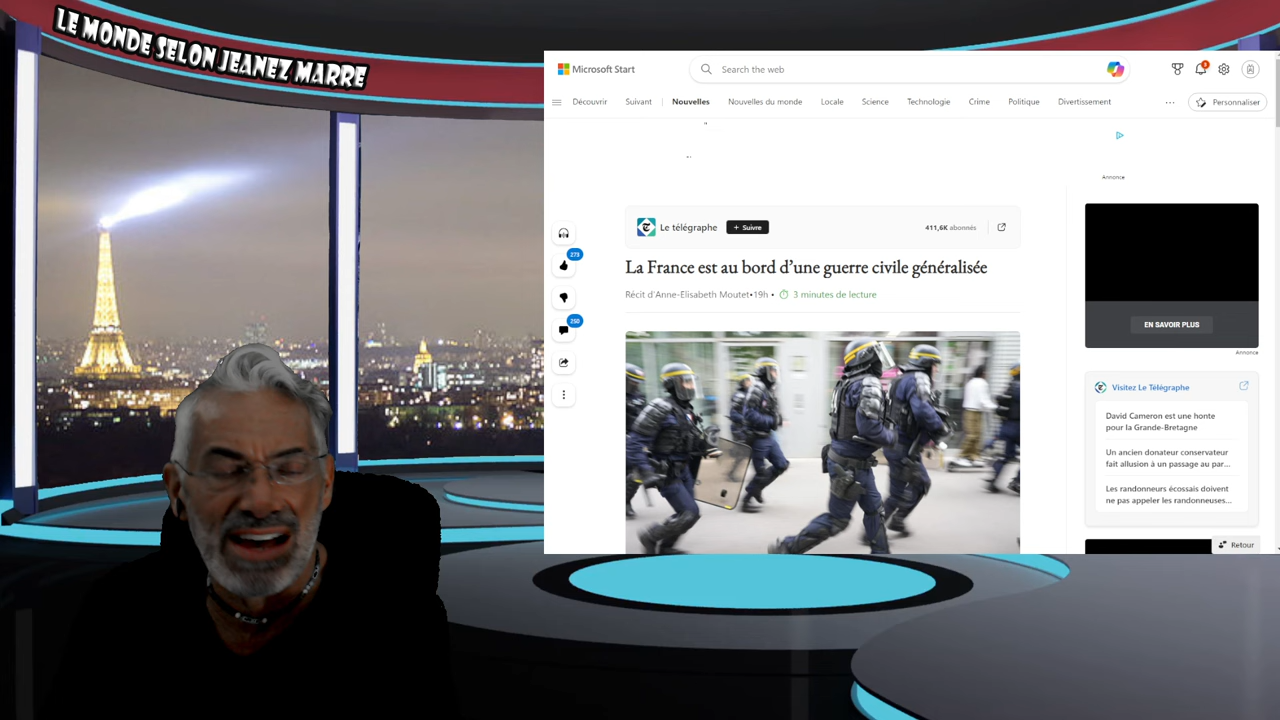 LE MONDE SELON JEANEZ MARRE
Microsoft Start
Search the web
5
Découvrir
Suivant
Nouvelles
Nouvelles du monde
Locale
Science
Technologie
Crime
Politique
Divertissement
...
Personnaliser
Annonce
Le télégraphe
+ Suivre
411,6K abonnés
273
La France est au bord d’une guerre civile généralisée
Récit d'Anne-Elisabeth Moutet•19h •
3 minutes de lecture
250
EN SAVOIR PLUS
Annonce
Visitez Le Télégraphe
David Cameron est une honte
pour la Grande-Bretagne
Un ancien donateur conservateur
fait allusion à un passage au par...
Les randonneurs écossais doivent
ne pas appeler les randonneuses...
Retour